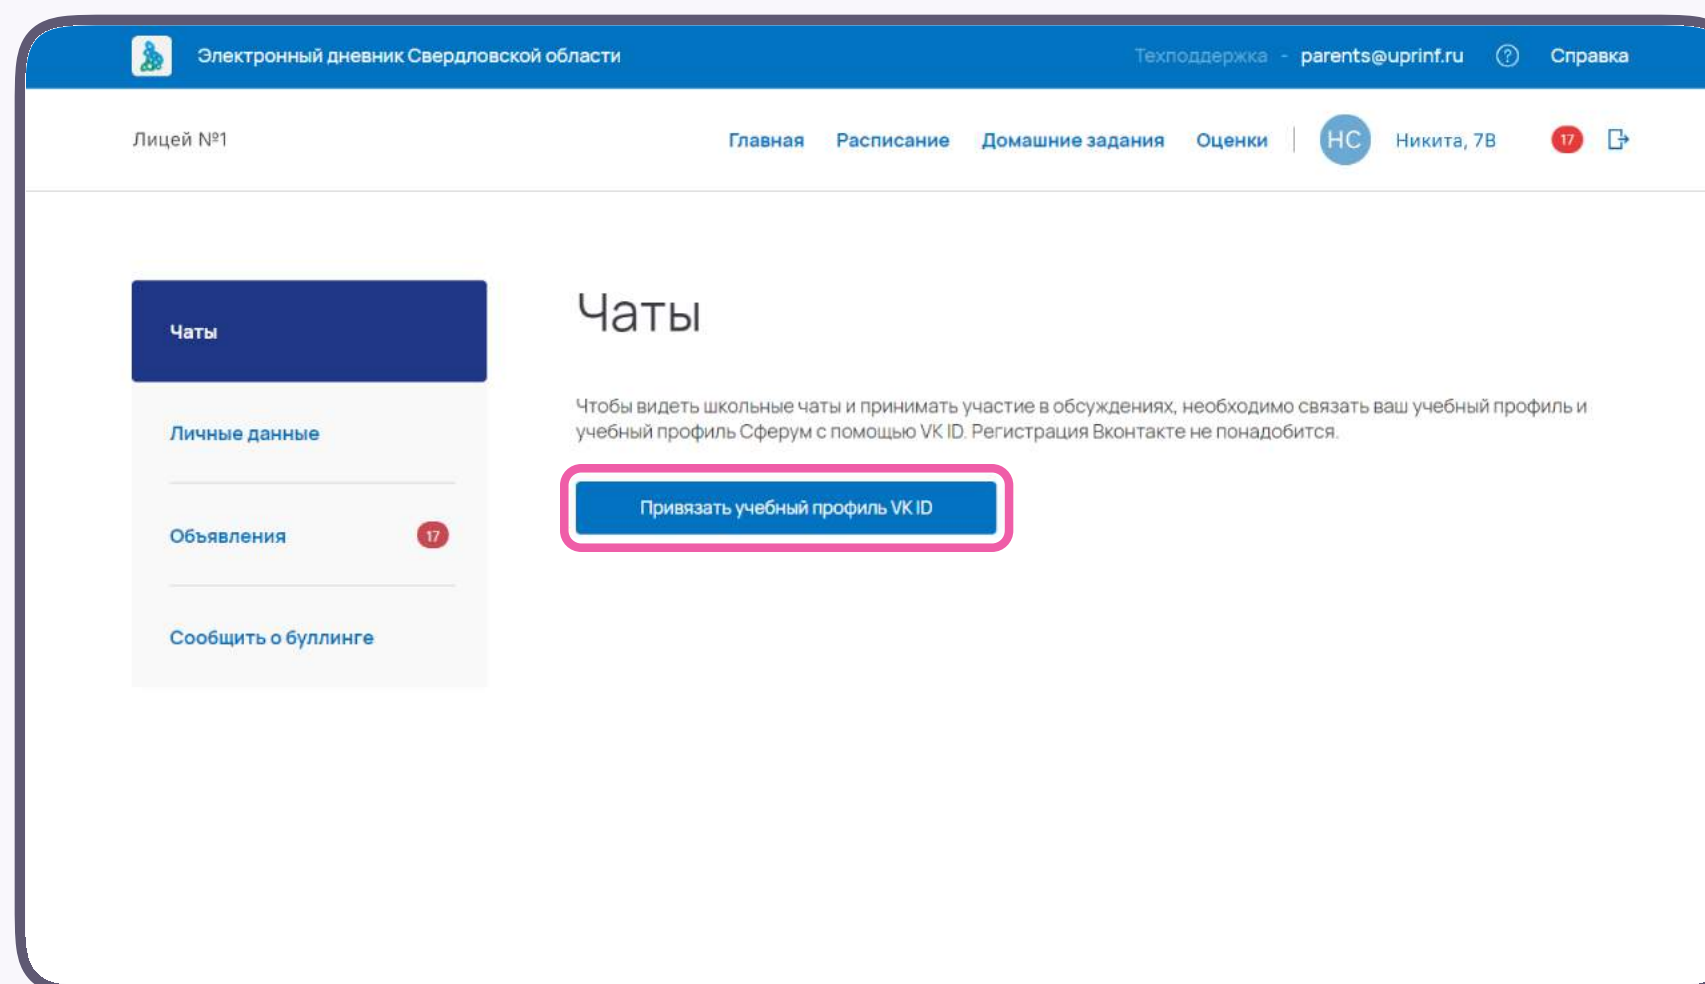 Электронный дневник Свердловской области
Техподдержка - parents@uprinf.ru ? Справка
Лицей №1
Главная Расписание Домашние задания Оценки НС Никита, 7В 17
Чаты
Личные данные
Объявления 17
Сообщить о буллинге
Чаты
Чтобы видеть школьные чаты и принимать участие в обсуждениях, необходимо связать ваш учебный профиль и
учебный профиль Сферум с помощью VK ID. Регистрация Вконтакте не понадобится.
Привязать учебный профиль VK ID